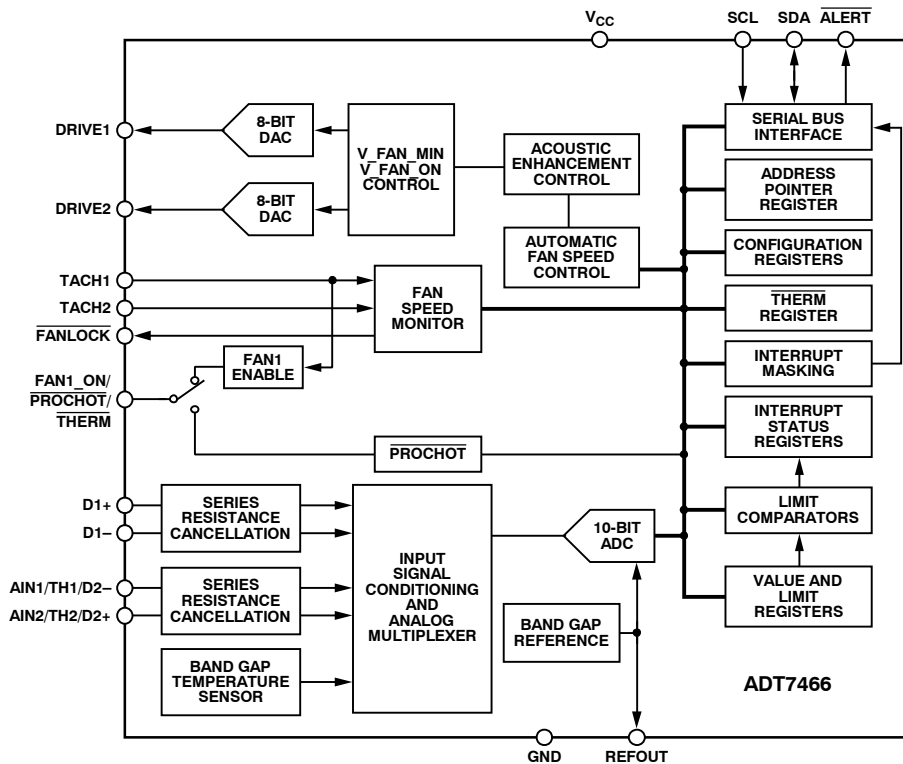 VCC
SCL
SDA
ALERT
DRIVE1
8-BIT
DAC
V_FAN_MIN
V_FAN_ON
CONTROL
ACOUSTIC
ENHANCEMENT
CONTROL
SERIAL BUS
INTERFACE
ADDRESS
POINTER
REGISTER
DRIVE2
8-BIT
DAC
AUTOMATIC
FAN SPEED
CONTROL
CONFIGURATION
REGISTERS
TACH1
TACH2
FANLOCK
FAN
SPEED
MONITOR
THERM
REGISTER
FAN1
ENABLE
INTERRUPT
MASKING
FAN1_ON/
PROCHOT/
THERM
INTERRUPT
STATUS
REGISTERS
PROCHOT
D1+
D1–
SERIES
RESISTANCE
CANCELLATION
INPUT
SIGNAL
CONDITIONING
AND
ANALOG
MULTIPLEXER
10-BIT
ADC
LIMIT
COMPARATORS
AIN1/TH1/D2–
AIN2/TH2/D2+
SERIES
RESISTANCE
CANCELLATION
BAND GAP
REFERENCE
VALUE AND
LIMIT
REGISTERS
BAND GAP
TEMPERATURE
SENSOR
ADT7466
GND
REFOUT